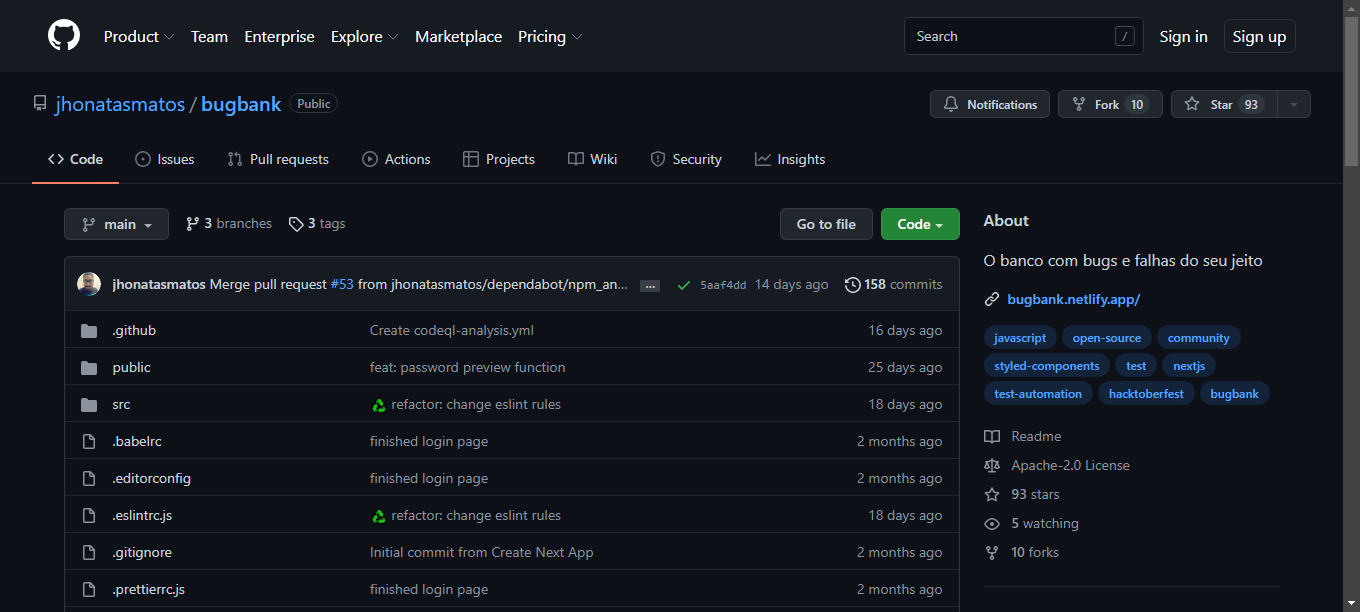 Product Team Enterprise Explore Marketplace Pricing Search / Sign in Sign up
jhonatasmatos / bugbank Public Notifications Fork 10 Star 93
Code Issues Pull requests Actions Projects Wiki Security Insights
main 3 branches 3 tags Go to file Code
jhonatasmatos Merge pull request #53 from jhonatasmatos/dependabot/npm_an... ... 5aaf4dd 14 days ago 158 commits
.github Create codeql-analysis.yml 16 days ago
public feat: password preview function 25 days ago
src refactor: change eslint rules 18 days ago
.babelrc finished login page 2 months ago
.editorconfig finished login page 2 months ago
.eslintrc.js refactor: change eslint rules 18 days ago
.gitignore Initial commit from Create Next App 2 months ago
.prettierrc.js finished login page 2 months ago
About
O banco com bugs e falhas do seu jeito
bugbank.netlify.app/
javascript open-source community
styled-components test nextjs
test-automation hacktoberfest bugbank
Readme
Apache-2.0 License
93 stars
5 watching
10 forks